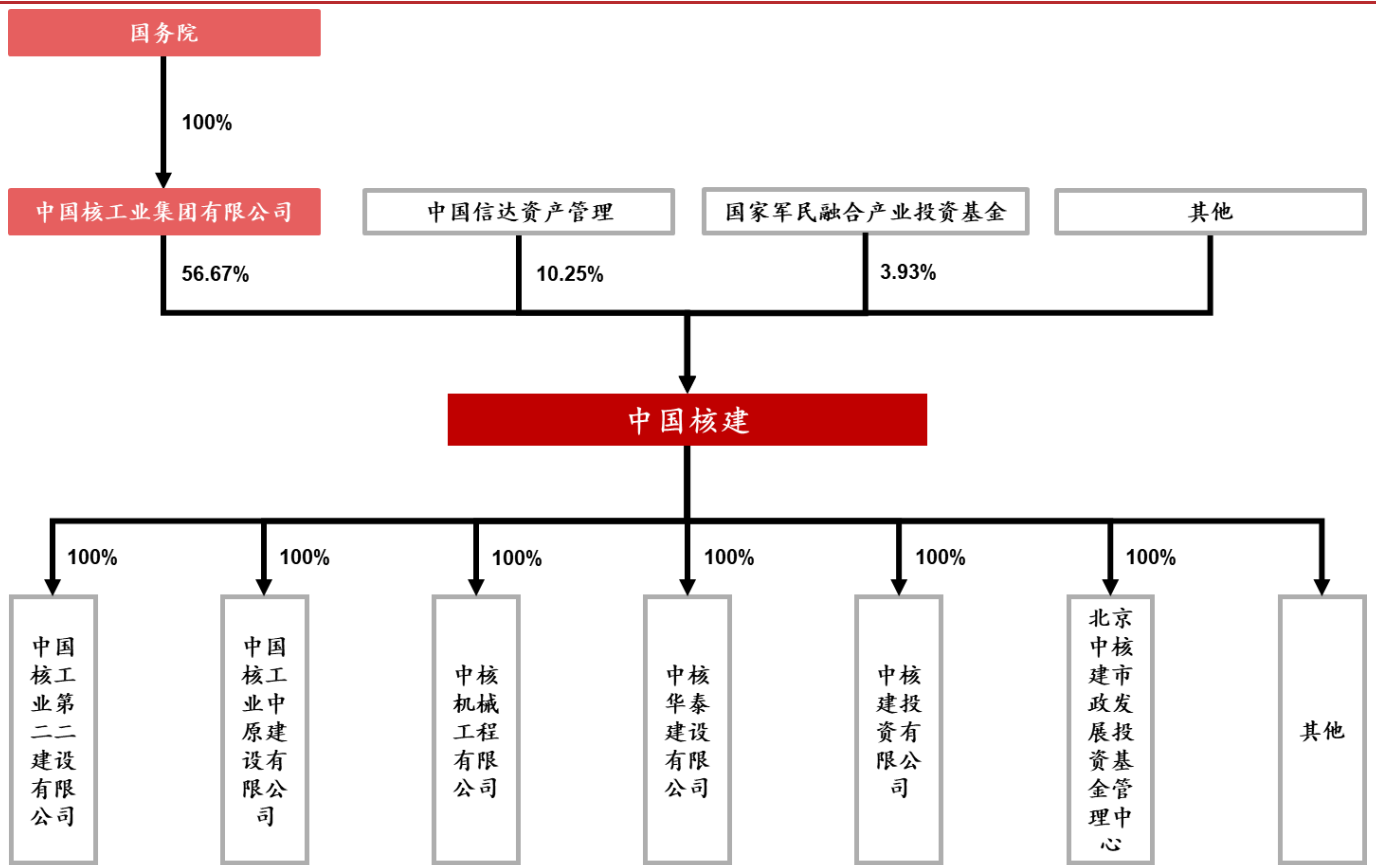 国务院
100%
中国核工业集团有限公司
中国信达资产管理
国家军民融合产业投资基金
其他
56.67%
10.25%
3.93%
中国核建
100%
100%
100%
100%
100%
100%
中国
核工
业第
二二
建设
有限
公司
中国
核工
业中
原建
设有
限公
司
中核
机械
工程
有限
公司
中核
华泰
建设
有限
公司
中核
建投
资有
限公
司
北京
中核
建市
政发
展投
资基
金管
理中
心
其他